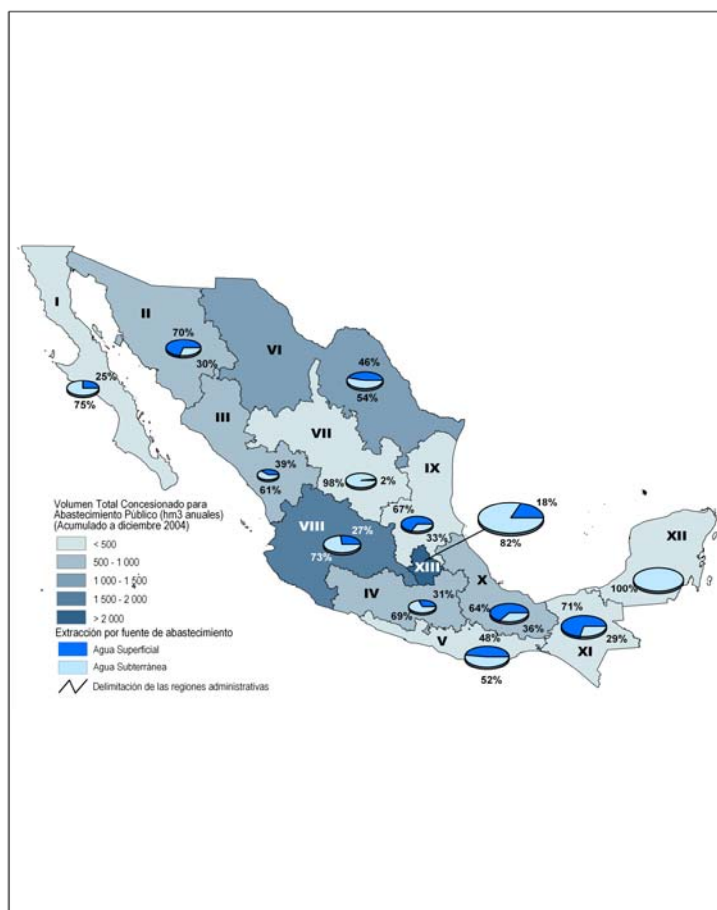 I
II
70%
30%
VI
46%
54%
25%
75%
III
VII
39%
61%
98%
2%
IX
67%
33%
18%
82%
XII
100%
VIII
27%
73%
XIII
X
IV
31%
69%
64%
36%
71%
29%
XI
V
48%
52%
Volumen Total Concesionado para
Abastecimiento Público (hm3 anuales)
(Acumulado a diciembre 2004)
< 500
500 - 1 000
1 000 - 1 500
1 500 - 2 000
> 2 000
Extracción por fuente de abastecimiento
Agua Superficial
Agua Subterránea
Delimitación de las regiones administrativas